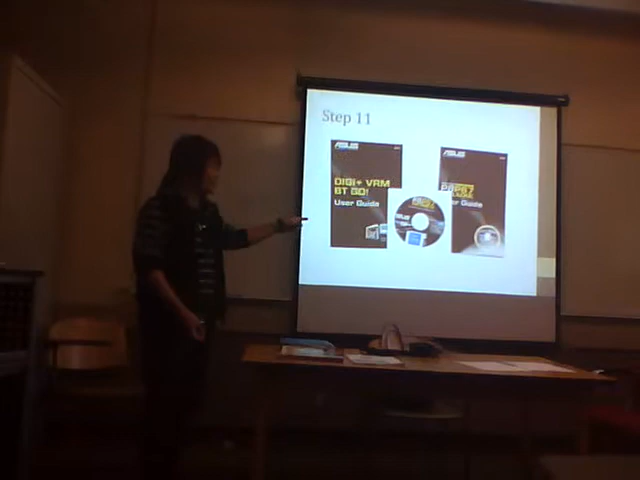 Step 11
ASUS
DIGI+ VRM
BT GO!
User Guide
ASUS
P8P67
User Guide